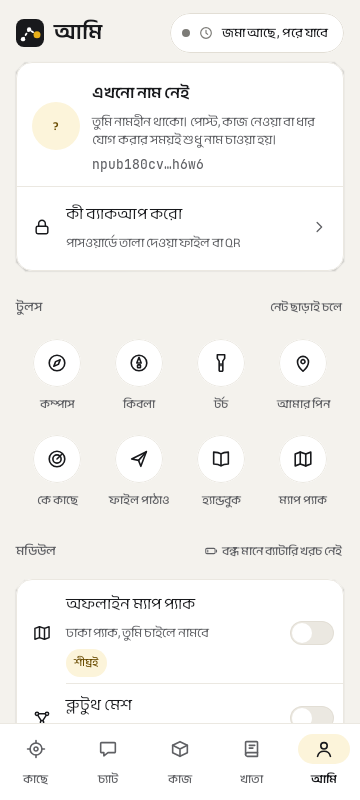 আমি
জমা আছে, পরে যাবে
এখনো নাম নেই
?
তুমি নামহীন থাকো। পোস্ট, কাজ নেওয়া বা ধার
যোগ করার সময়ই শুধু নাম চাওয়া হয়।
npub180cv…h6w6
কী ব্যাকআপ করো
পাসওয়ার্ডে তালা দেওয়া ফাইল বা QR
টুলস
নেট ছাড়াই চলে
কম্পাস
কিবলা
টর্চ
আমার পিন
কে কাছে
ফাইল পাঠাও
হ্যান্ডবুক
ম্যাপ প্যাক
মডিউল
বন্ধ মানে ব্যাটারি খরচ নেই
অফলাইন ম্যাপ প্যাক
ঢাকা প্যাক, তুমি চাইলে নামবে
শীঘ্রই
ব্লুটুথ মেশ
কাছে
চ্যাট
কাজ
খাতা
আমি